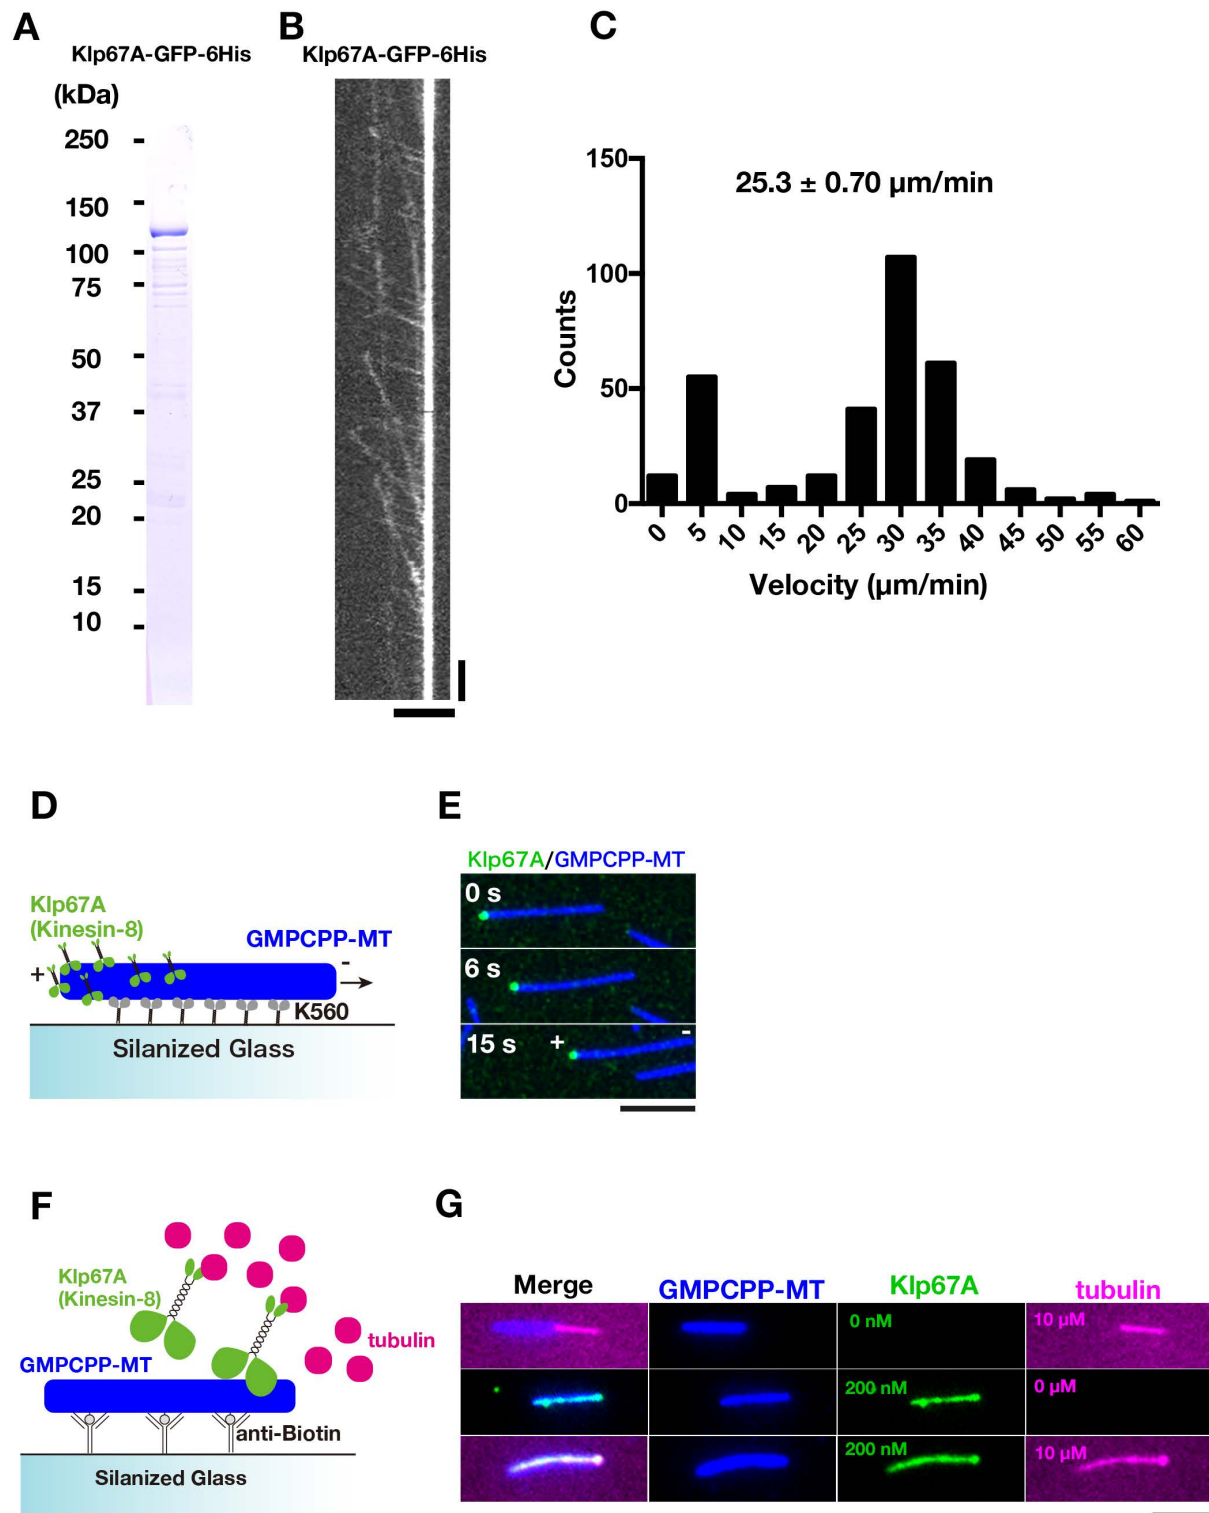 A
Klp67A-GFP-6His
(kDa)
250
150
100
75
50
37
25
20
15
10
B
Klp67A-GFP-6His
C
25.3 ± 0.70 μm/min
Counts
150
100
50
0
0 5 10 15 20 25 30 35 40 45 50 55 60
Velocity (μm/min)
D
Klp67A
(Kinesin-8)
GMPCPP-MT
+
-
K560
Silanized Glass
E
Klp67A/GMPCPP-MT
0 s
6 s
15 s
+
-
F
Klp67A
(Kinesin-8)
tubulin
GMPCPP-MT
anti-Biotin
Silanized Glass
G
Merge GMPCPP-MT Klp67A tubulin
0 nM 10 μM
200 nM 0 μM
200 nM 10 μM